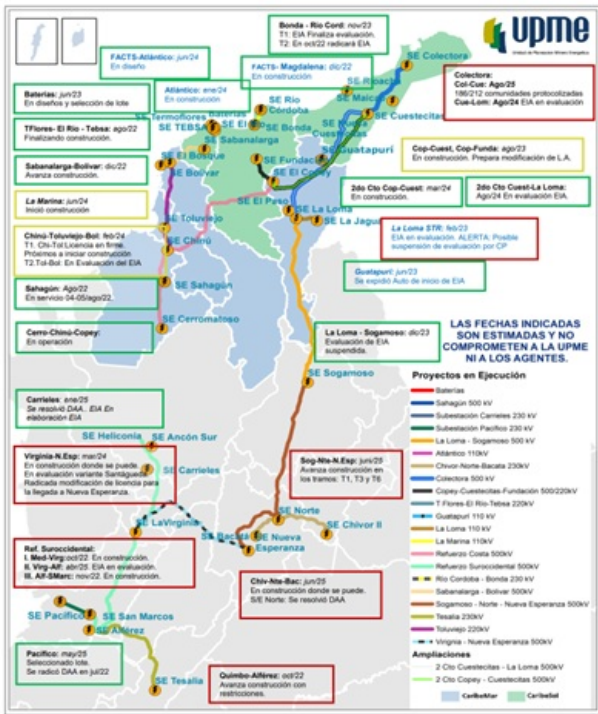 upme
Unidad de Planeación Minero Energética
Bonda - Río Cord: nov/23
T1: EIA Finaliza evaluación.
T2: En oct/22 radicará EIA
FACTS-Atlántico: jun/24
En diseño
FACTS- Magdalena: dic/22
En construcción
Atlántico: ene/24
En construcción
Baterías: jun/23
En diseños y selección de lote
TFlores- El Rio - Tebsa: ago/22
Finalizando construcción.
Sabanalarga-Bolívar: dic/22
Avanza construcción.
La Marina: jun/24
Inició construcción
Chinú-Toluviejo-Bol: feb/24
T1. Chi-Tol Licencia en firme.
Próximos a iniciar construcción
T2.Tol-Bol: En Evaluación del EIA
Sahagún: Ago/22
En servicio 04-05/ago/22.
Cerro-Chinú-Copey:
En operación
Colectora:
Col-Cue: Ago/25
186/212 comunidades protocolizadas
Cue-Lom: Ago/24 EIA en evaluación
Cop-Cuest, Cop-Funda: ago/23
En construcción. Prepara modificación de L.A.
2do Cto Cop-Cuest: mar/24
En construcción.
2do Cto Cuest-La Loma:
Ago/24 En evaluación EIA.
La Loma STR: feb/23
EIA en evaluación. ALERTA: Posible
suspensión de evaluación por CP
Guatapurí: jun/23
Se expidió Auto de inicio de EIA
SE Colectora
SE Riohacha
SE Maicao
SE Cuestecitas
SE Nueva
Cuestecitas
SE Guatapurí
SE Río
Córdoba
SE Bonda
SE Termoflores
Baterías
SE TEBSA
SE El Río
SE Sabanalarga
SE El Bosque
SE Bolívar
SE Fundación
SE El Copey
SE El Paso
SE La Loma
SE La Jagua
SE Toluviejo
SE Chinú
SE Sahagún
SE Cerromatoso
La Loma - Sogamoso: dic/23
Evaluación de EIA
suspendida.
LAS FECHAS INDICADAS
SON ESTIMADAS Y NO
COMPROMETEN A LA UPME
NI A LOS AGENTES.
SE Sogamoso
Carrieles: ene/25
Se resolvió DAA.. EIA En
elaboración EIA
SE Heliconia
SE Ancón Sur
SE Carrieles
Virginia-N.Esp: mar/24
En construcción donde se puede.
En evaluación variante Santágueda
Radicada modificación de licencia para
la llegada a Nueva Esperanza.
Sog-Nte-N.Esp: juni/25
Avanza construcción en
los tramos: T1, T3 y T6
SE LaVirginia
SE Norte
SE Bacatá
SE Nueva
Esperanza
SE Chivor II
Ref. Suroccidental:
I. Med-Virg:oct/22. En construcción.
II. Virg-Alf: abr/25. EIA en evaluación.
III. Alf-SMarc: nov/22. En construcción.
Chiv-Nte-Bac: jun/25
En construcción donde se puede.
S/E Norte: Se resolvió DAA
SE Pacífico
SE San Marcos
SE Alférez
Pacífico: may/25
Seleccionado lote.
Se radicó DAA en jul/22
SE Tesalia
Quimbo-Alférez: oct/22
Avanza construcción con
restricciones.
Proyectos en Ejecución
Baterías
Sahagún 500 kV
Subestación Carrieles 230 kV
Subestación Pacífico 230 kV
La Loma - Sogamoso 500 kV
Atlántico 110kV
Chivor-Norte-Bacata 230kV
Colectora 500 kV
Copey-Cuestecitas-Fundación 500/220kV
T Flores-El Río-Tebsa 220kV
Guatapurí 110 kV
La Loma 110 kV
La Marina 110 kV
Refuerzo Costa 500kV
Refuerzo Suroccidental 500kV
Río Córdoba - Bonda 230 kV
Sabanalarga - Bolívar 500kV
Sogamoso - Norte - Nueva Esperanza 500kV
Tesalia 230kV
Toluviejo 220kV
Virginia - Nueva Esperanza 500kV
Ampliaciones
2 Cto Cuestecitas - La Loma 500kV
2 Cto Copey - Cuestecitas 500kV
CaribeMar
CaribeSol